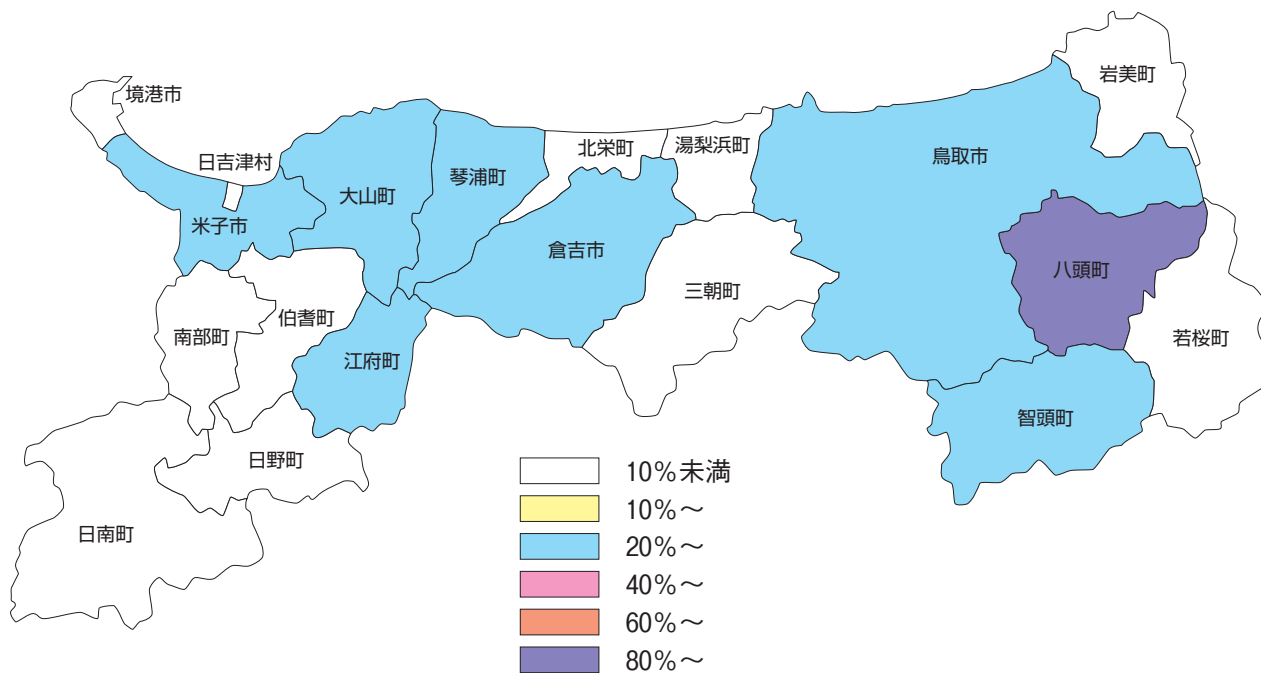 岩美町
境港市
日吉津村
北栄町
湯梨浜町
鳥取市
大山町
琴浦町
米子市
倉吉市
八頭町
三朝町
伯耆町
南部町
江府町
若桜町
智頭町
日野町
日南町
10%未満
10%～
20%～
40%～
60%～
80%～